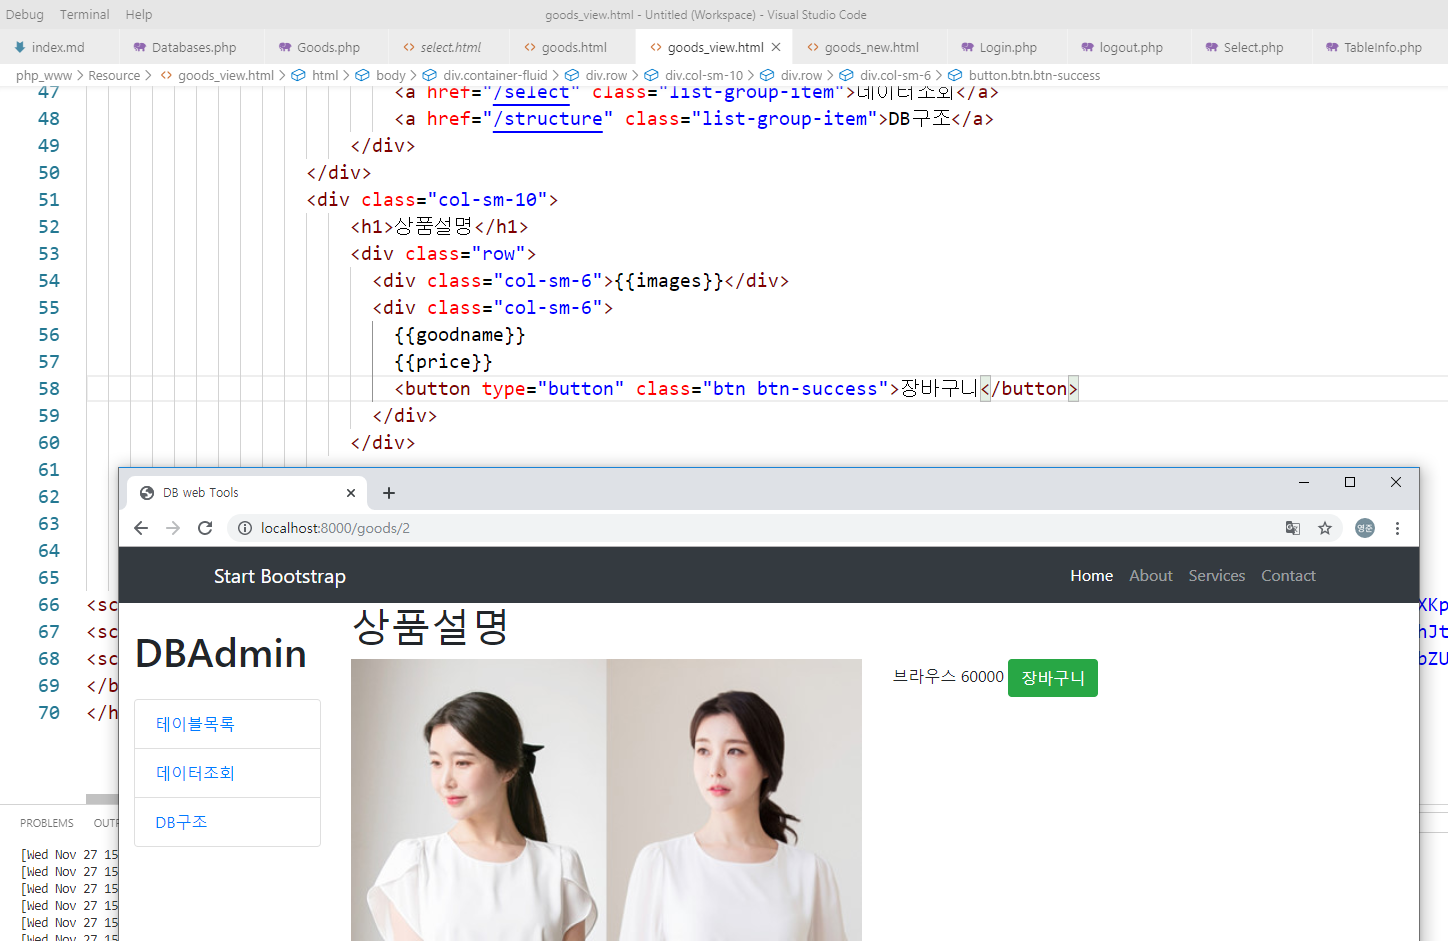 Debug Terminal Help goods_view.html - Untitled (Workspace) - Visual Studio Code
index.md Databases.php Goods.php select.html goods.html goods_view.html goods_new.html Login.php logout.php Select.php TableInfo.php
php_www > Resource > goods_view.html > html > body > div.container-fluid > div.row > div.col-sm-10 > div.row > div.col-sm-6 > button.btn.btn-success
47 <a href="/select" class="list-group-item">데이터조회</a>
48 <a href="/structure" class="list-group-item">DB구조</a>
49 </div>
50 </div>
51 <div class="col-sm-10">
52 <h1>상품설명</h1>
53 <div class="row">
54 <div class="col-sm-6">{{images}}</div>
55 <div class="col-sm-6">
56 {{goodname}}
57 {{price}}
58 <button type="button" class="btn btn-success">장바구니</button>
59 </div>
60 </div>
61
62
63
64
65
66 <sc XKp
67 <sc hJt
68 <sc bZU
69 </b
70 </h
DB web Tools
localhost:8000/goods/2 영준
Start Bootstrap Home About Services Contact
상품설명
DBAdmin
브라우스 60000 장바구니
테이블목록
데이터조회
DB구조
PROBLEMS OUTP
[Wed Nov 27 15
[Wed Nov 27 15
[Wed Nov 27 15
[Wed Nov 27 15
[Wed Nov 27 15
[Wed Nov 27 15